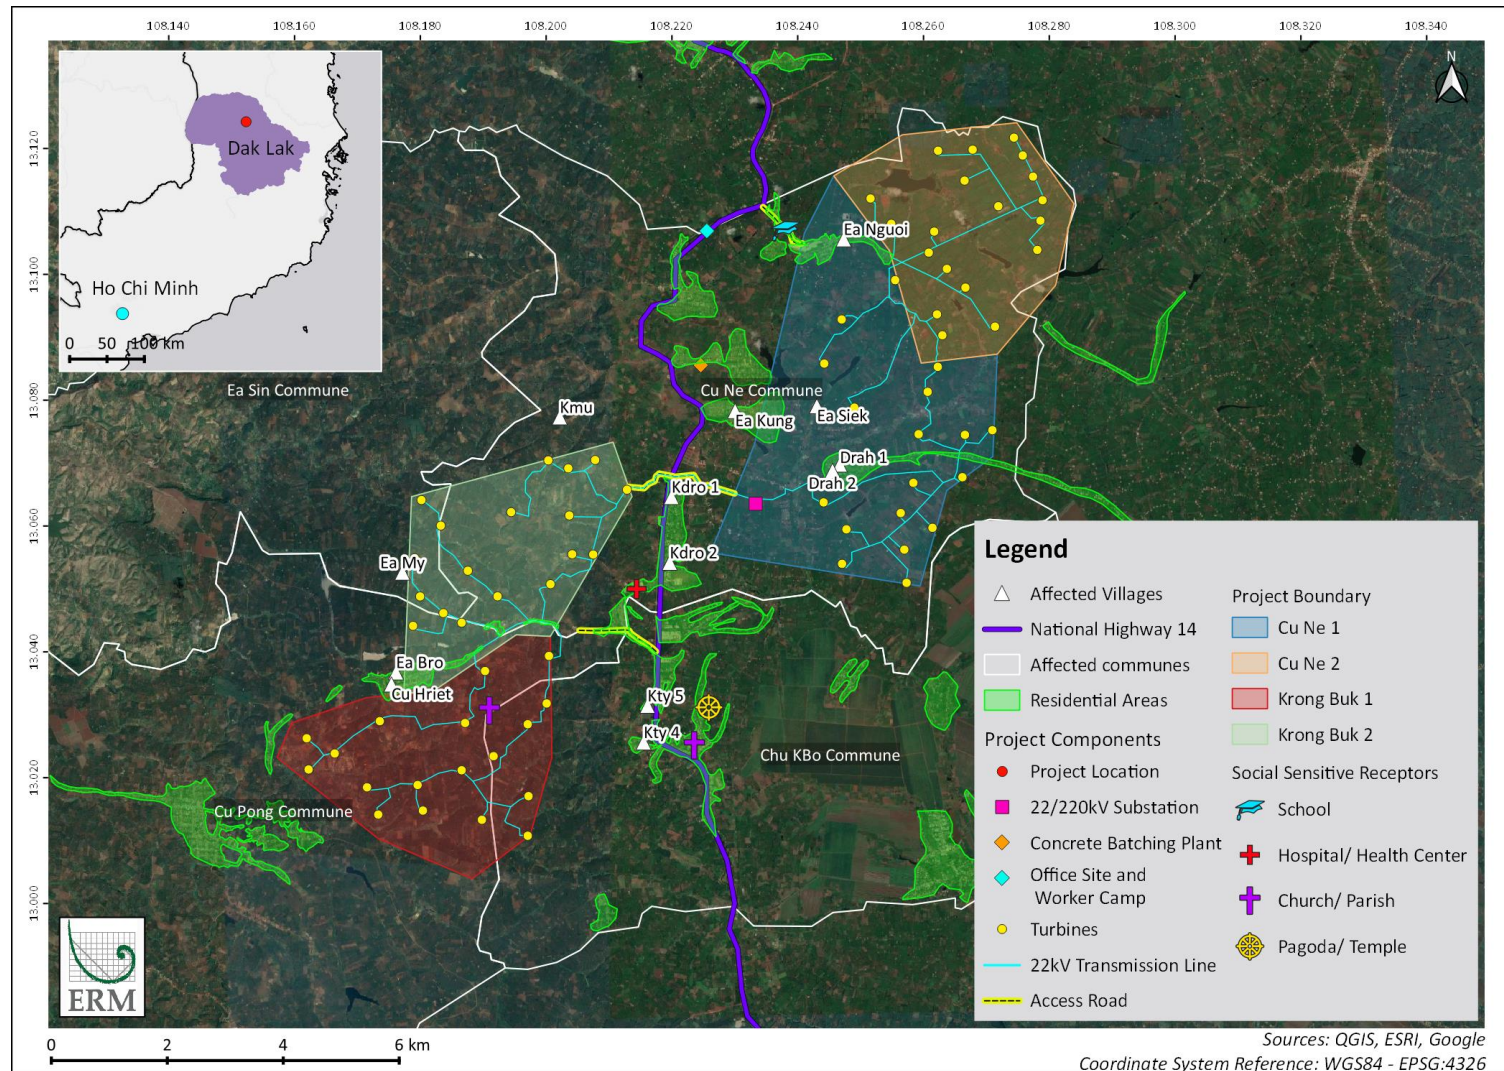 108.140 108.160 108.180 108.200 108.220 108.240 108.260 108.280 108.300 108.320 108.340
13.120
13.100
13.080
13.060
13.040
13.020
13.000
N
Dak Lak
Ho Chi Minh
0 50 100 km
Ea Nguoi
Ea Sin Commune
Cu Ne Commune
Kmu
Ea Kung
Ea Siek
Drah 1
Drah 2
Kdro 1
Kdro 2
Ea My
Ea Bro
Cu Hriet
Kty 5
Kty 4
Chu KBo Commune
Cu Pong Commune
Legend
Affected Villages
National Highway 14
Affected communes
Residential Areas
Project Components
Project Location
22/220kV Substation
Concrete Batching Plant
Office Site and
Worker Camp
Turbines
22kV Transmission Line
Access Road
Project Boundary
Cu Ne 1
Cu Ne 2
Krong Buk 1
Krong Buk 2
Social Sensitive Receptors
School
Hospital/ Health Center
Church/ Parish
Pagoda/ Temple
ERM
0 2 4 6 km
Sources: QGIS, ESRI, Google
Coordinate System Reference: WGS84 - EPSG:4326